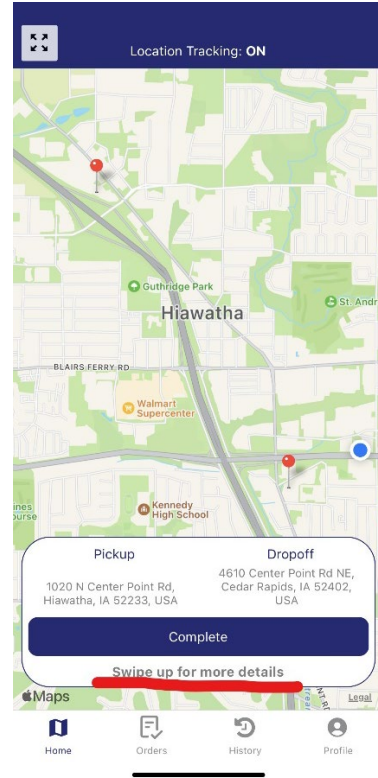 Location Tracking: ON
Guthridge Park
Hiawatha
St. Andr
BLAIRS FERRY RD
Walmart
Supercenter
Kennedy
High School
ines
ourse
Pickup
Dropoff
1020 N Center Point Rd,
Hiawatha, IA 52233, USA
4610 Center Point Rd NE,
Cedar Rapids, IA 52402,
USA
Complete
Swipe up for more details
Maps
NT RD
Legal
Home
Orders
History
Profile